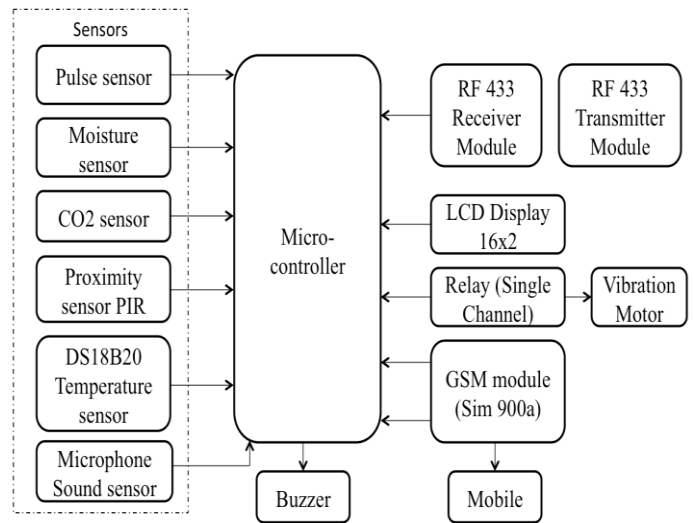 Sensors
Pulse sensor
Moisture
sensor
CO2 sensor
Proximity
sensor PIR
DS18B20
Temperature
sensor
Microphone
Sound sensor
Micro-
controller
Buzzer
RF 433
Receiver
Module
RF 433
Transmitter
Module
LCD Display
16x2
Relay (Single
Channel)
Vibration
Motor
GSM module
(Sim 900a)
Mobile